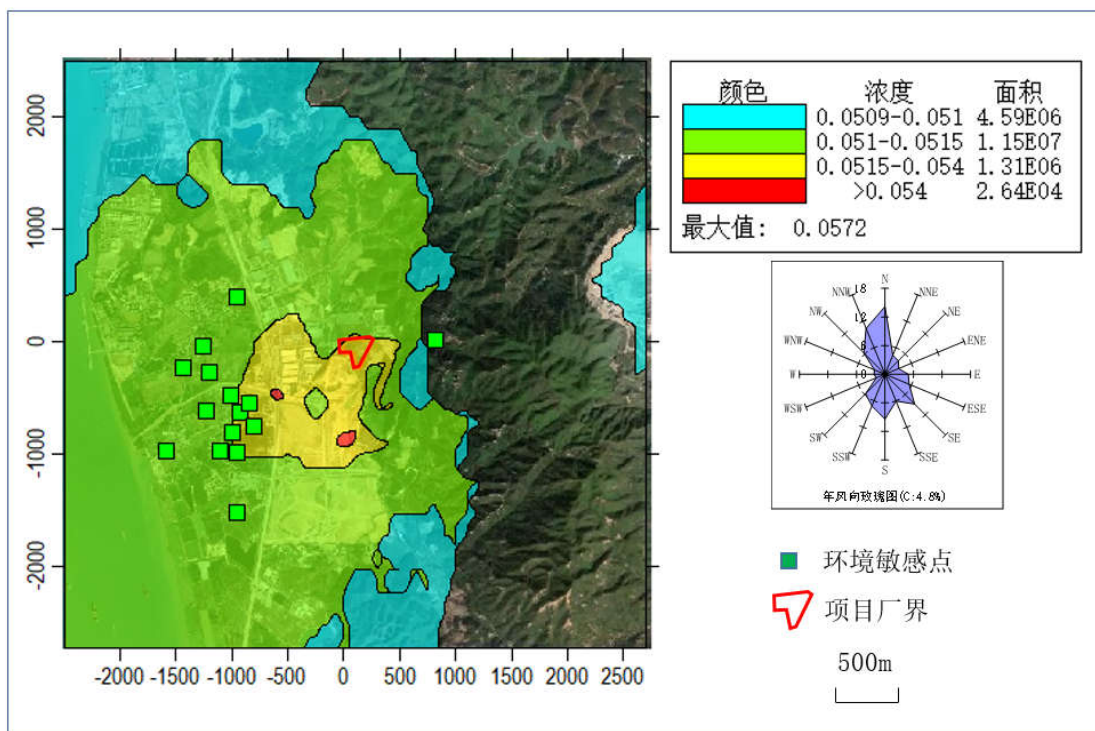 颜色 浓度 面积
0.0509-0.051 4.59E06
0.051-0.0515 1.15E07
0.0515-0.054 1.31E06
>0.054 2.64E04
最大值: 0.0572
2000
1000
0
-1000
-2000
-2000 -1500 -1000 -500 0 500 1000 1500 2000 2500
N
NNW 18 NNE
NW 12 NE
WNW 6 ENE
W 0 E
WSW ESE
SW SE
SSW SSE
S
年风向玫瑰图(C:4.8%)
环境敏感点
项目厂界
500m